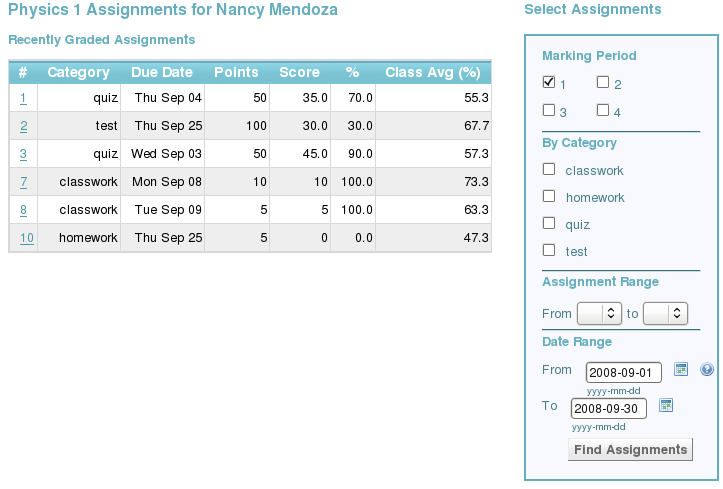 Physics 1 Assignments for Nancy Mendoza
Recently Graded Assignments
# Category Due Date Points Score % Class Avg (%)
1 quiz Thu Sep 04 50 35.0 70.0 55.3
2 test Thu Sep 25 100 30.0 30.0 67.7
3 quiz Wed Sep 03 50 45.0 90.0 57.3
7 classwork Mon Sep 08 10 10 100.0 73.3
8 classwork Tue Sep 09 5 5 100.0 63.3
10 homework Thu Sep 25 5 0 0.0 47.3
Select Assignments
Marking Period
1 2
3 4
By Category
classwork
homework
quiz
test
Assignment Range
From to
Date Range
From 2008-09-01 ?
yyyy-mm-dd
To 2008-09-30
yyyy-mm-dd
Find Assignments